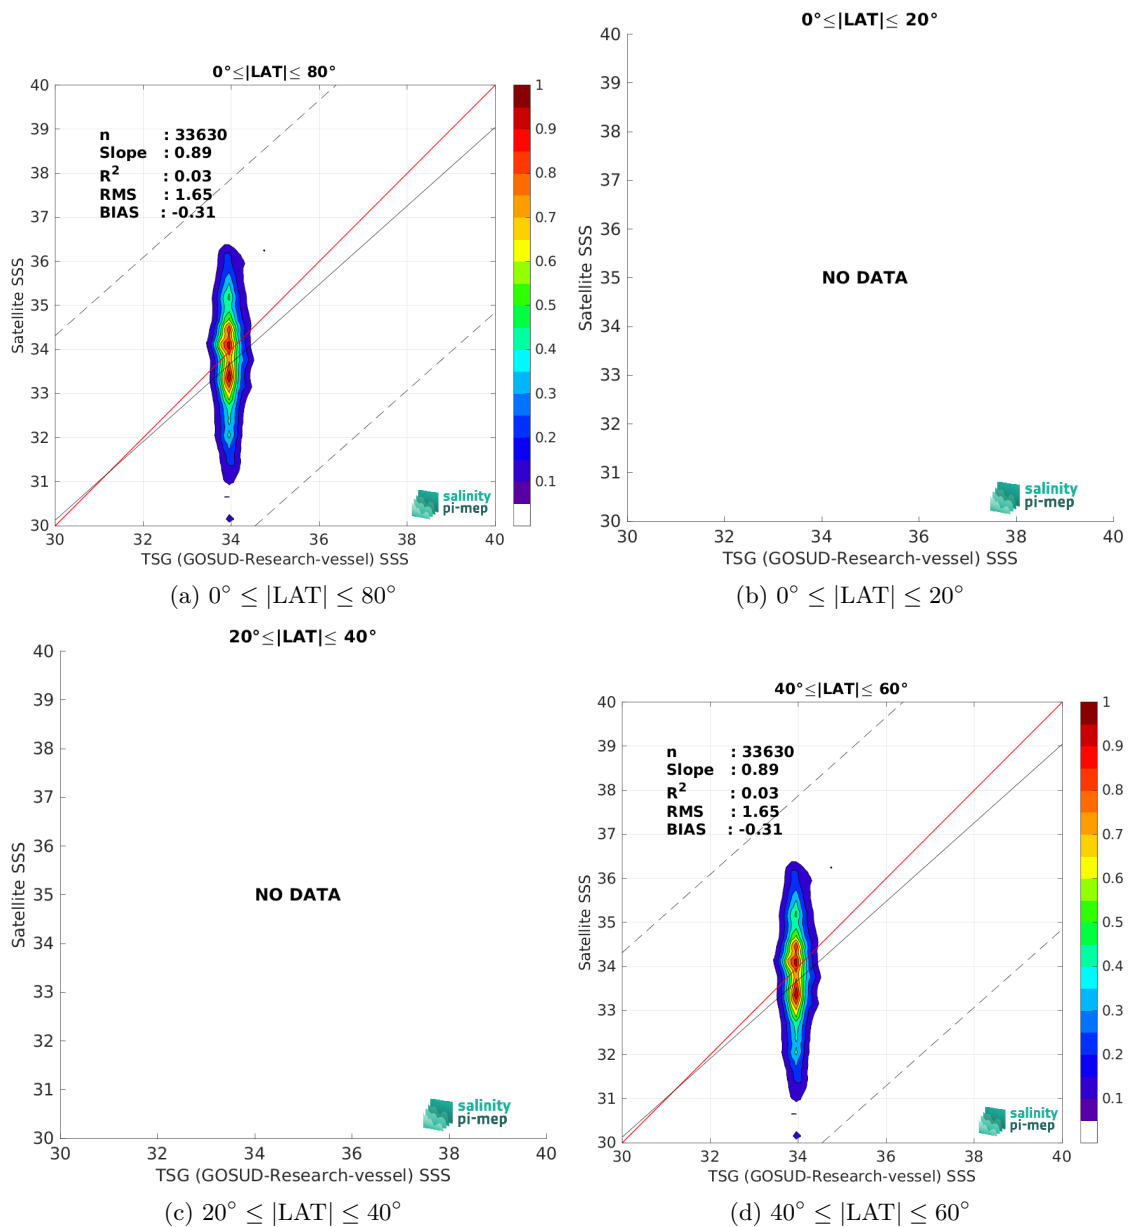 0°≤|LAT|≤ 80°
40
39
38
37
36
35
34
33
32
31
30
Satellite SSS
n : 33630
Slope : 0.89
R² : 0.03
RMS : 1.65
BIAS : -0.31
salinity
pi-mep
30 32 34 36 38 40
TSG (GOSUD-Research-vessel) SSS
1
0.9
0.8
0.7
0.6
0.5
0.4
0.3
0.2
0.1
(a) 0° ≤ |LAT| ≤ 80°
0°≤|LAT|≤ 20°
40
39
38
37
36
35
34
33
32
31
30
Satellite SSS
NO DATA
salinity
pi-mep
30 32 34 36 38 40
TSG (GOSUD-Research-vessel) SSS
(b) 0° ≤ |LAT| ≤ 20°
20°≤|LAT|≤ 40°
40
39
38
37
36
35
34
33
32
31
30
Satellite SSS
NO DATA
salinity
pi-mep
30 32 34 36 38 40
TSG (GOSUD-Research-vessel) SSS
(c) 20° ≤ |LAT| ≤ 40°
40°≤|LAT|≤ 60°
40
39
38
37
36
35
34
33
32
31
30
Satellite SSS
n : 33630
Slope : 0.89
R² : 0.03
RMS : 1.65
BIAS : -0.31
salinity
pi-mep
30 32 34 36 38 40
TSG (GOSUD-Research-vessel) SSS
1
0.9
0.8
0.7
0.6
0.5
0.4
0.3
0.2
0.1
(d) 40° ≤ |LAT| ≤ 60°